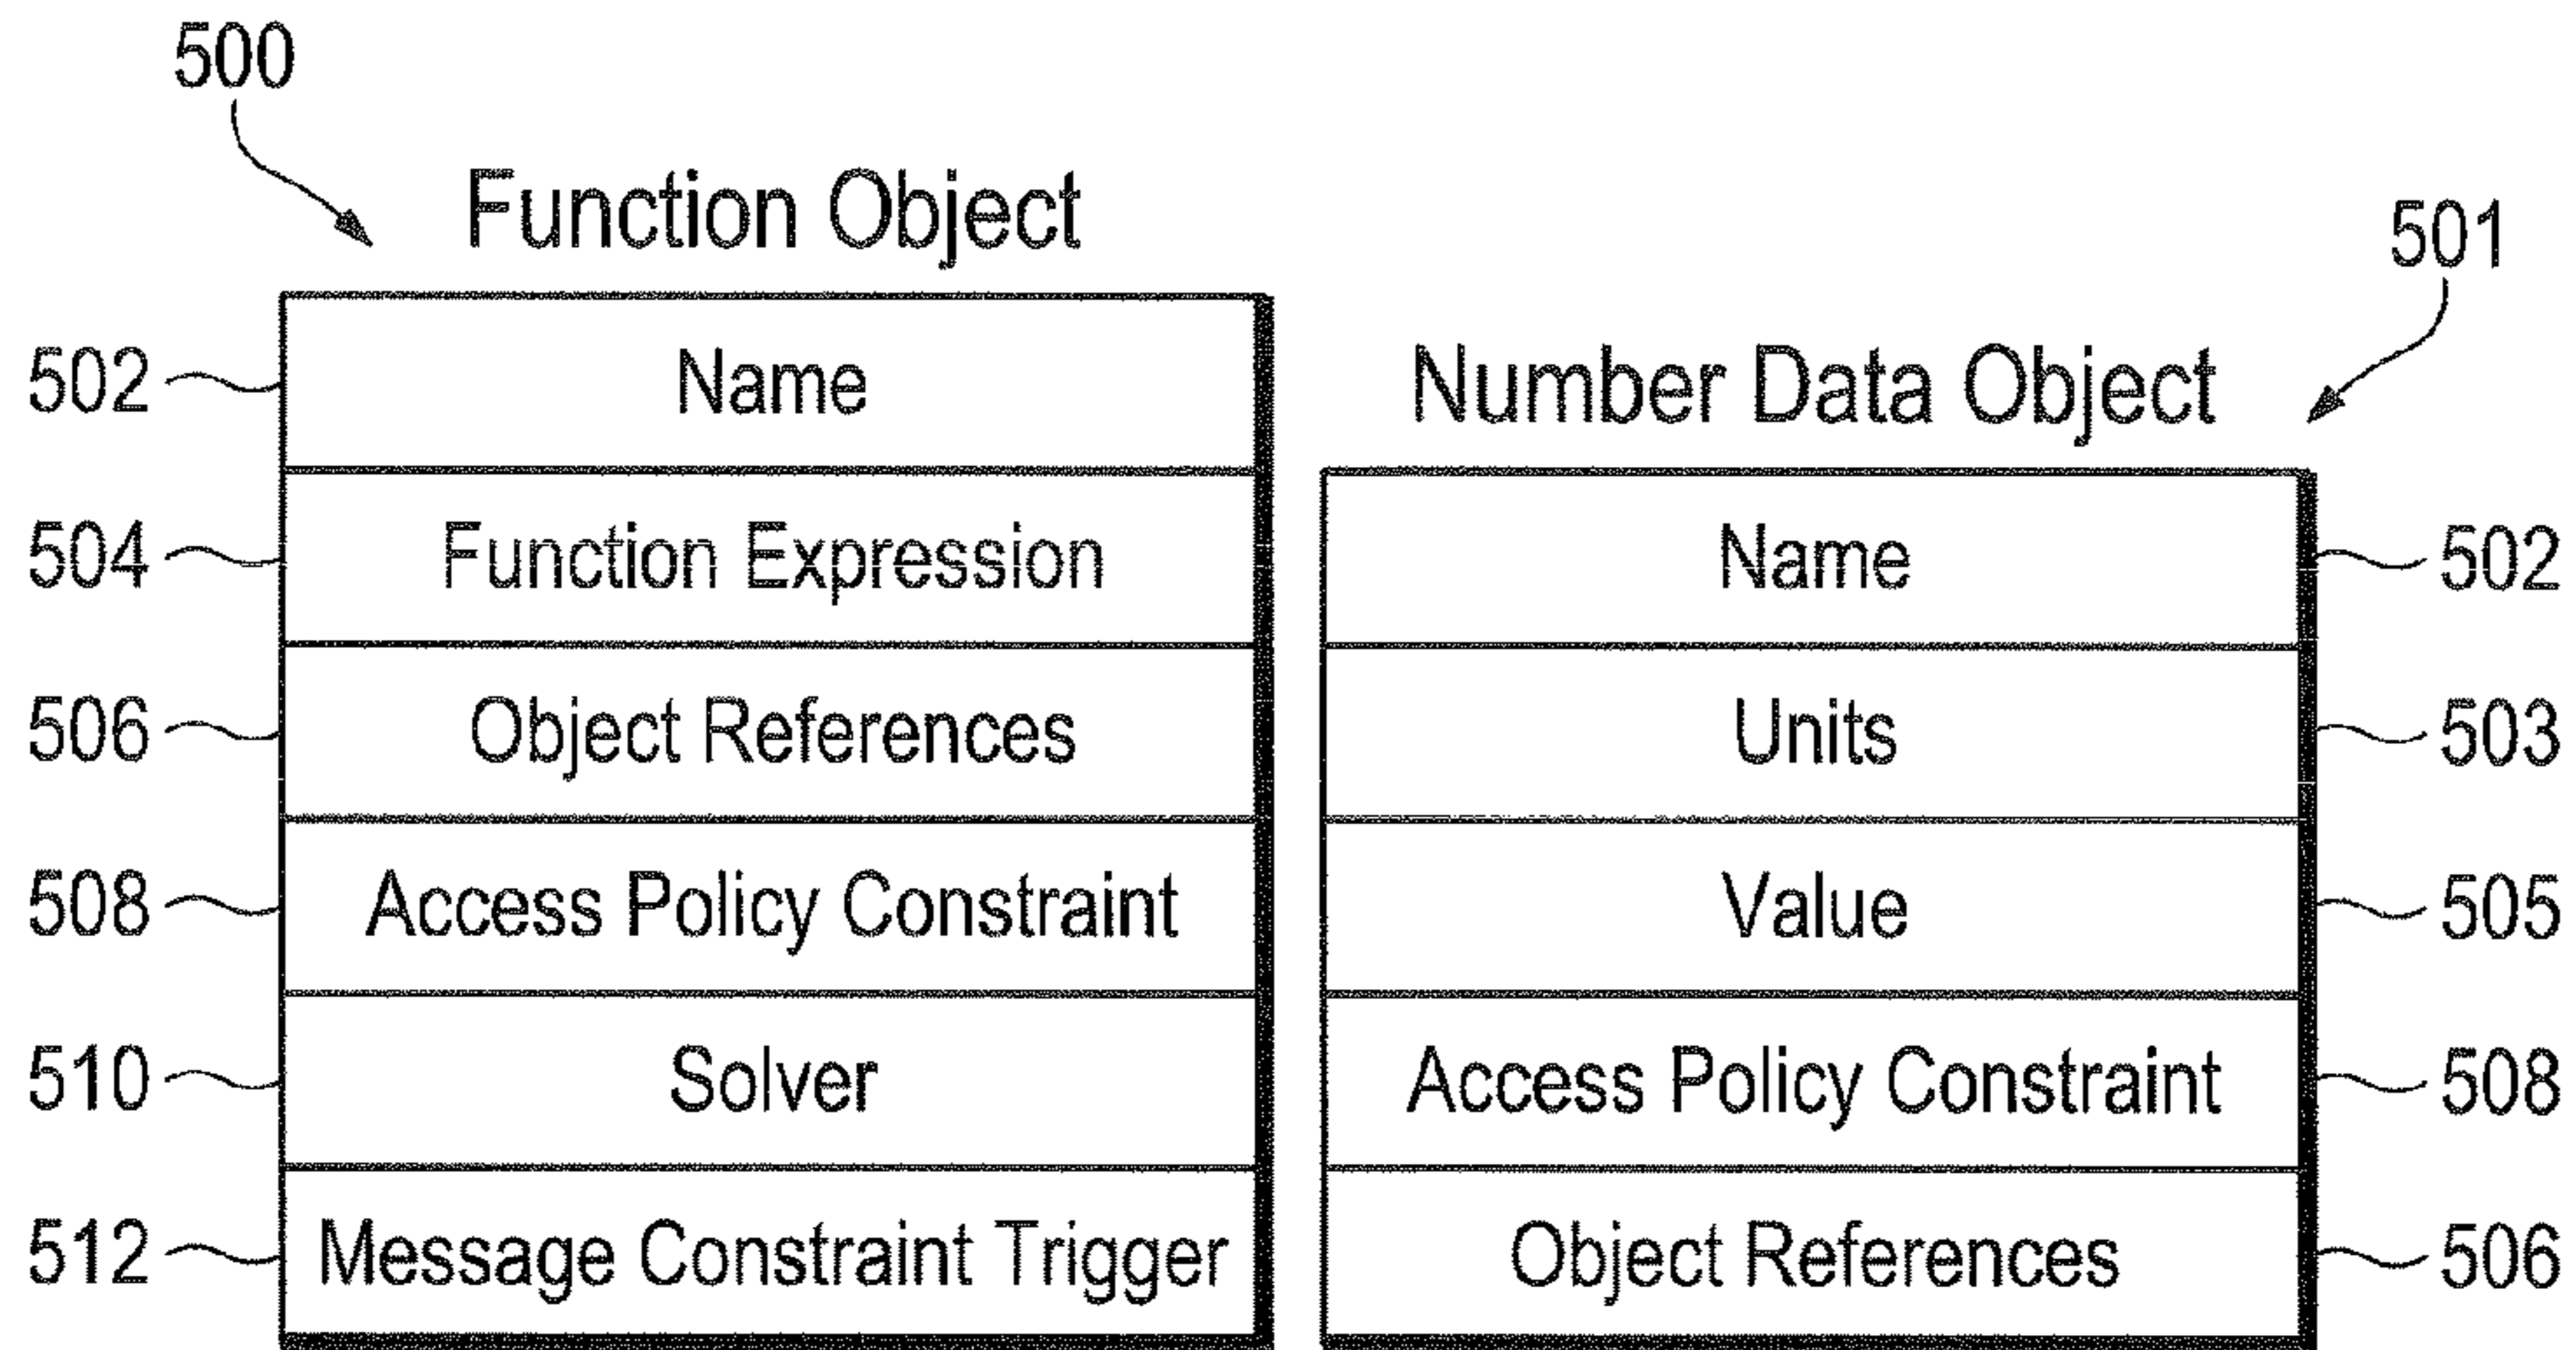 500
Function Object
502 Name
504 Function Expression
506 Object References
508 Access Policy Constraint
510 Solver
512 Message Constraint Trigger
501
Number Data Object
Name 502
Units 503
Value 505
Access Policy Constraint 508
Object References 506